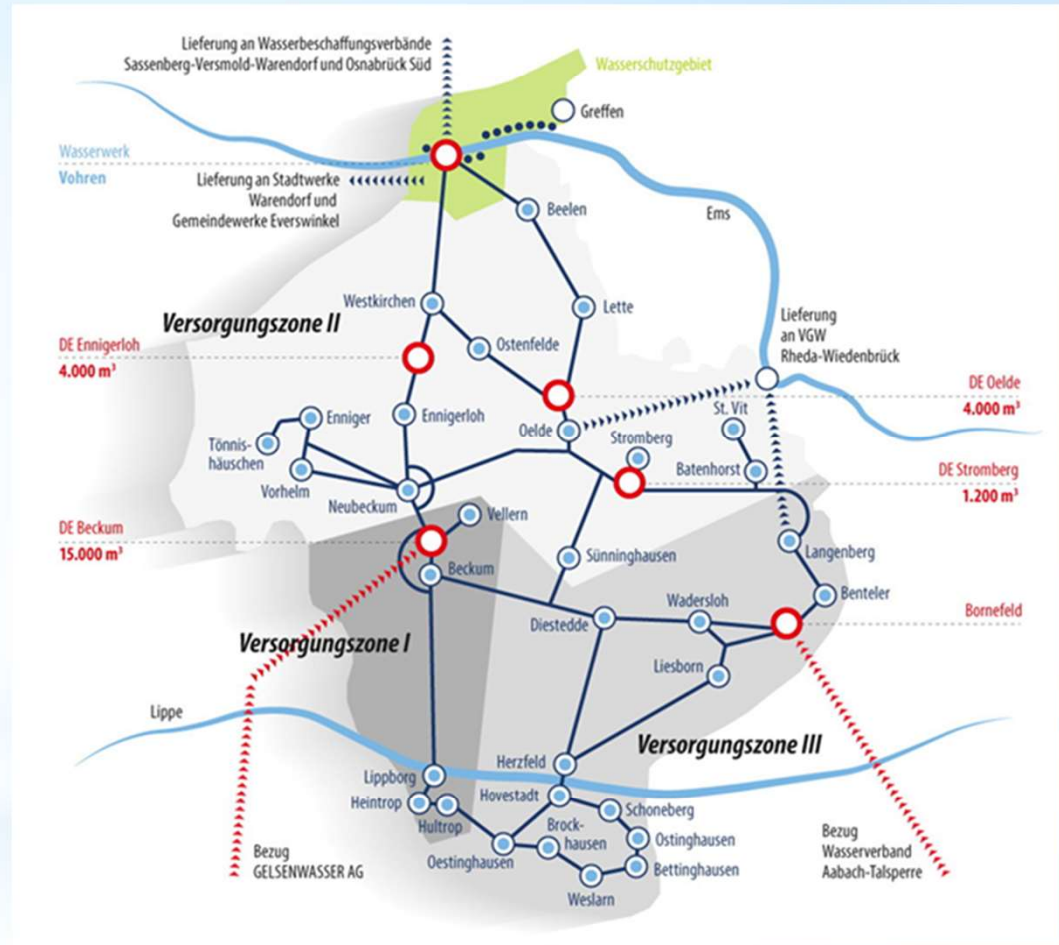 Lieferung an Wasserbeschaffungsverbände
Sassenberg-Versmold-Warendorf und Osnabrück Süd
Wasserschutzgebiet
Greffen
Wasserwerk
Vohren
Lieferung an Stadtwerke
Warendorf und
Gemeindewerke Everswinkel
Beelen
Ems
Westkirchen
Lette
Versorgungszone II
Lieferung
an VGW
Rheda-Wiedenbrück
DE Ennigerloh
4.000 m³
Ostenfelde
DE Oelde
4.000 m³
Enniger
Ennigerloh
Oelde
St. Vit
Tönnis-
häuschen
Stromberg
Vorhelm
Neubeckum
Batenhorst
DE Stromberg
1.200 m³
DE Beckum
15.000 m³
Vellern
Beckum
Sünninghausen
Langenberg
Benteler
Diestedde
Wadersloh
Bornefeld
Versorgungszone I
Liesborn
Lippe
Versorgungszone III
Lippborg
Herzfeld
Heintrop
Hultrop
Hovestadt
Schoneberg
Brock-
hausen
Ostinghausen
Oestinghausen
Bettinghausen
Weslarn
Bezug
GELSENWASSER AG
Bezug
Wasserverband
Aabach-Talsperre